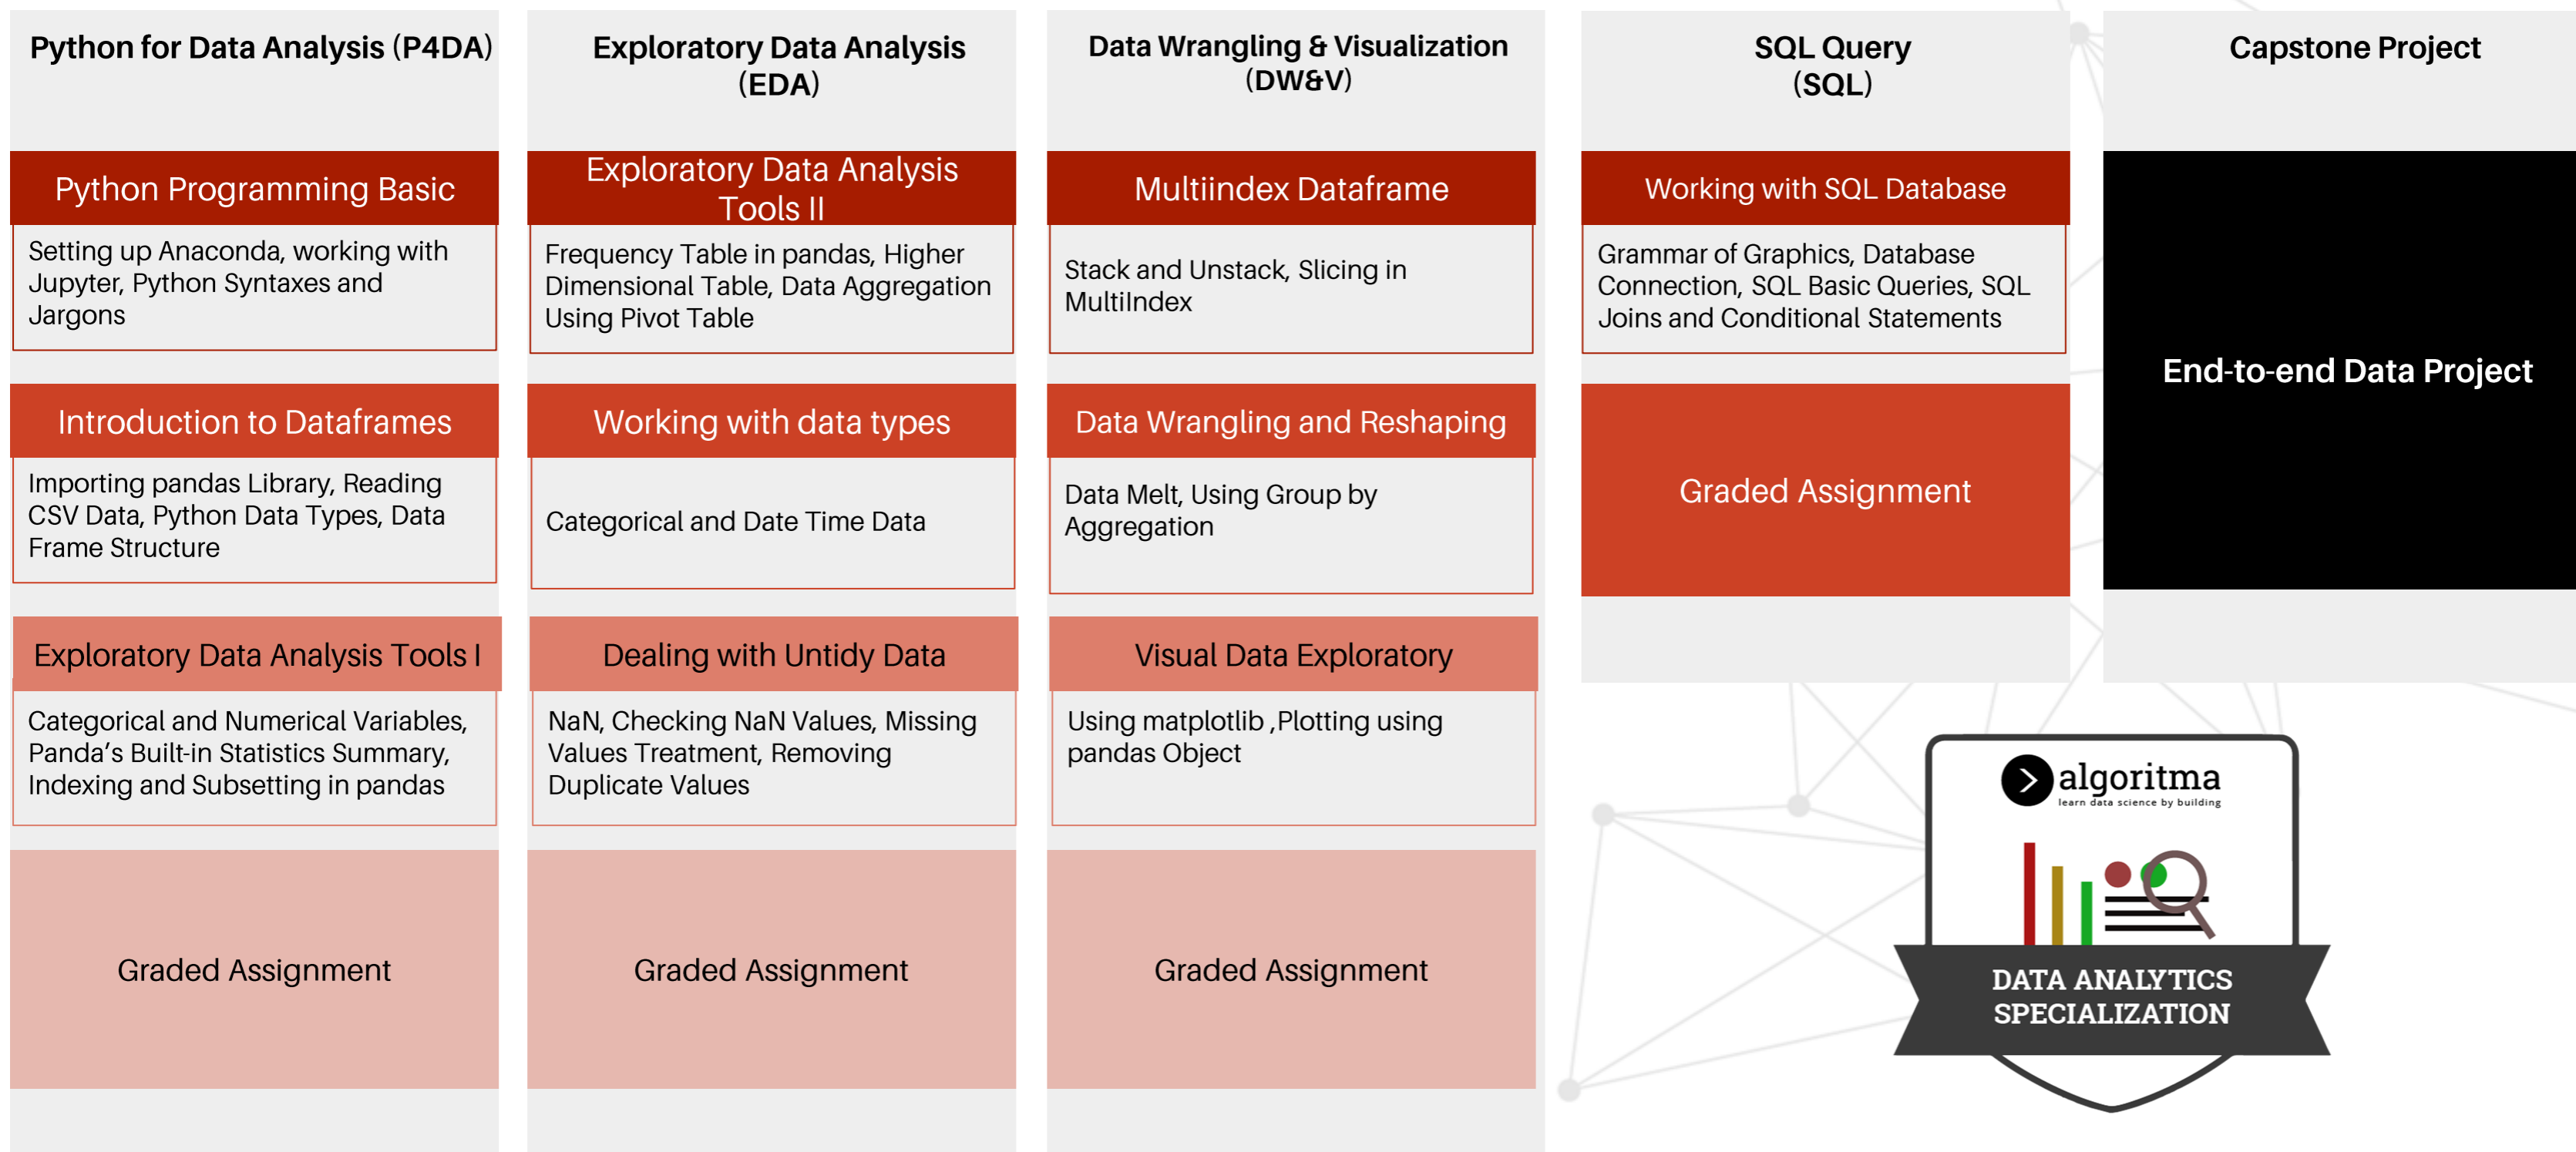 Python for Data Analysis (P4DA)
Python Programming Basic
Setting up Anaconda, working with
Jupyter, Python Syntaxes and
Jargons
Introduction to Dataframes
Importing pandas Library, Reading
CSV Data, Python Data Types, Data
Frame Structure
Exploratory Data Analysis Tools I
Categorical and Numerical Variables,
Panda’s Built-in Statistics Summary,
Indexing and Subsetting in pandas
Graded Assignment
Exploratory Data Analysis
(EDA)
Exploratory Data Analysis
Tools II
Frequency Table in pandas, Higher
Dimensional Table, Data Aggregation
Using Pivot Table
Working with data types
Categorical and Date Time Data
Dealing with Untidy Data
NaN, Checking NaN Values, Missing
Values Treatment, Removing
Duplicate Values
Graded Assignment
Data Wrangling & Visualization
(DW&V)
Multiindex Dataframe
Stack and Unstack, Slicing in
MultiIndex
Data Wrangling and Reshaping
Data Melt, Using Group by
Aggregation
Visual Data Exploratory
Using matplotlib ,Plotting using
pandas Object
Graded Assignment
SQL Query
(SQL)
Working with SQL Database
Grammar of Graphics, Database
Connection, SQL Basic Queries, SQL
Joins and Conditional Statements
Graded Assignment
Capstone Project
End-to-end Data Project
algoritma
learn data science by building
DATA ANALYTICS
SPECIALIZATION